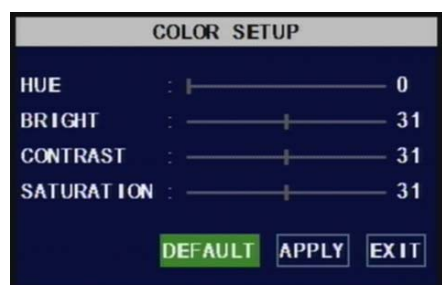 COLOR SETUP
HUE : 0
BRIGHT : 31
CONTRAST : 31
SATURATION : 31
DEFAULT APPLY EXIT